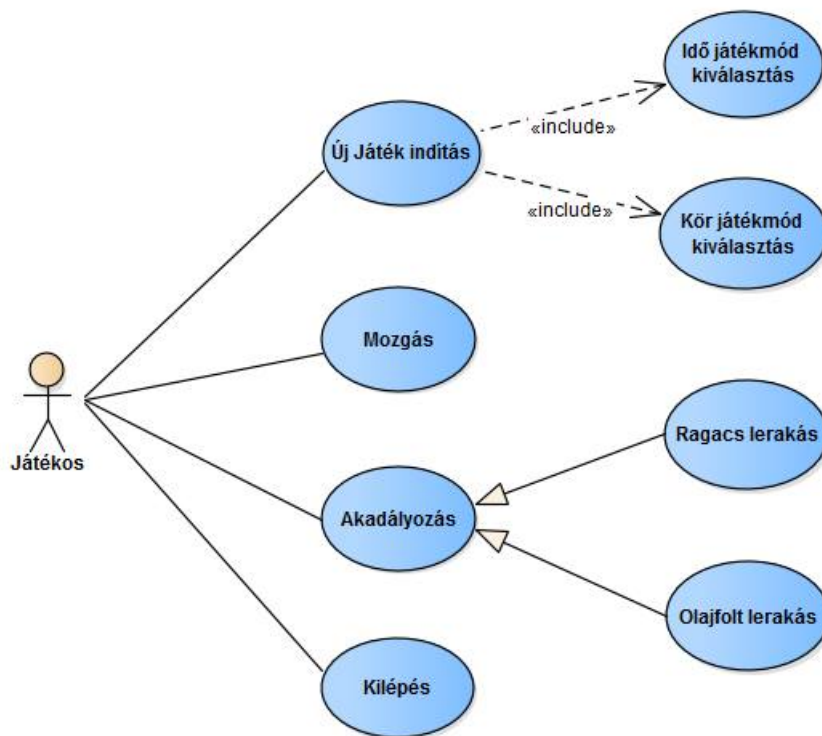 Idő játékmód
kiválasztás
Új Játék indítás
«include»
«include»
Kör játékmód
kiválasztás
Mozgás
Játékos
Ragacs lerakás
Akadályozás
Olajfolt lerakás
Kilépés